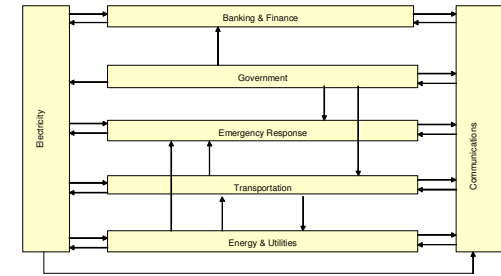 Banking & Finance
Government
Electricity
Emergency Response
Communications
Transportation
Energy & Utilities